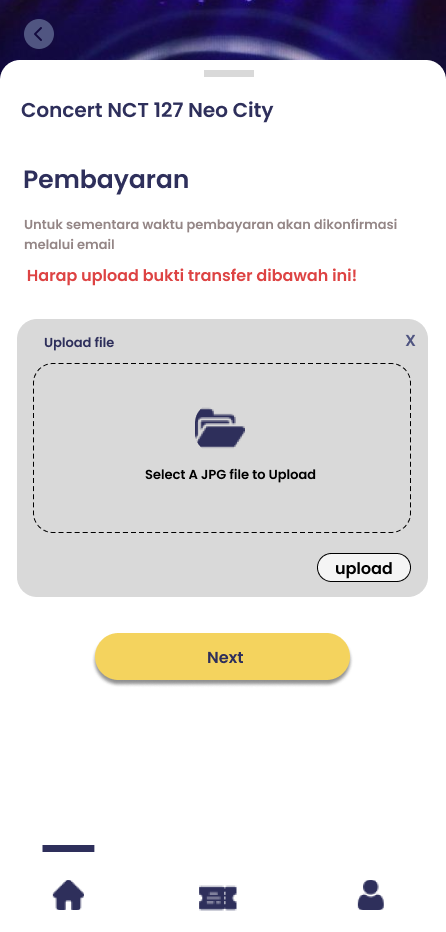 Concert NCT 127 Neo City
Pembayaran
Untuk sementara waktu pembayaran akan dikonfirmasi
melalui email
Harap upload bukti transfer dibawah ini!
Upload file
X
Select A JPG file to Upload
upload
Next